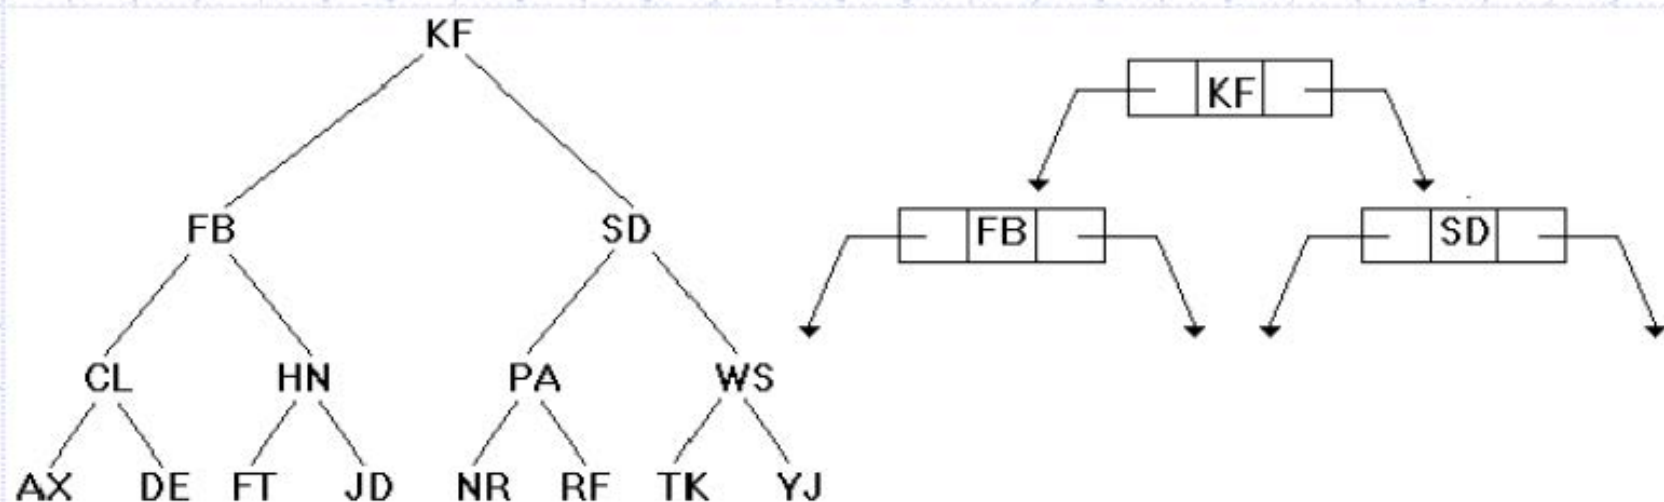 KF
KF
FB SD
FB SD
CL HN PA WS
AX DE FT JD NR RF TK YJ